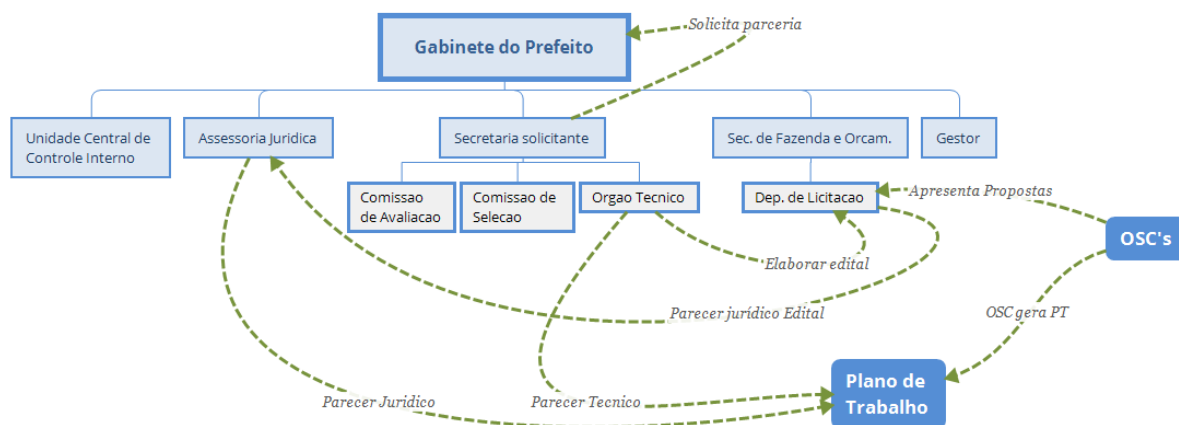 Solicita parceria
Gabinete do Prefeito
Unidade Central de
Controle Interno
Assessoria Juridica
Secretaria solicitante
Sec. de Fazenda e Orcam.
Gestor
Comissao
de Avaliacao
Comissao de
Selecao
Orgao Tecnico
Dep. de Licitacao
Apresenta Propostas
OSC's
Elaborar edital
Parecer jurídico Edital
OSC gera PT
Plano de
Trabalho
Parecer Jurídico
Parecer Tecnico